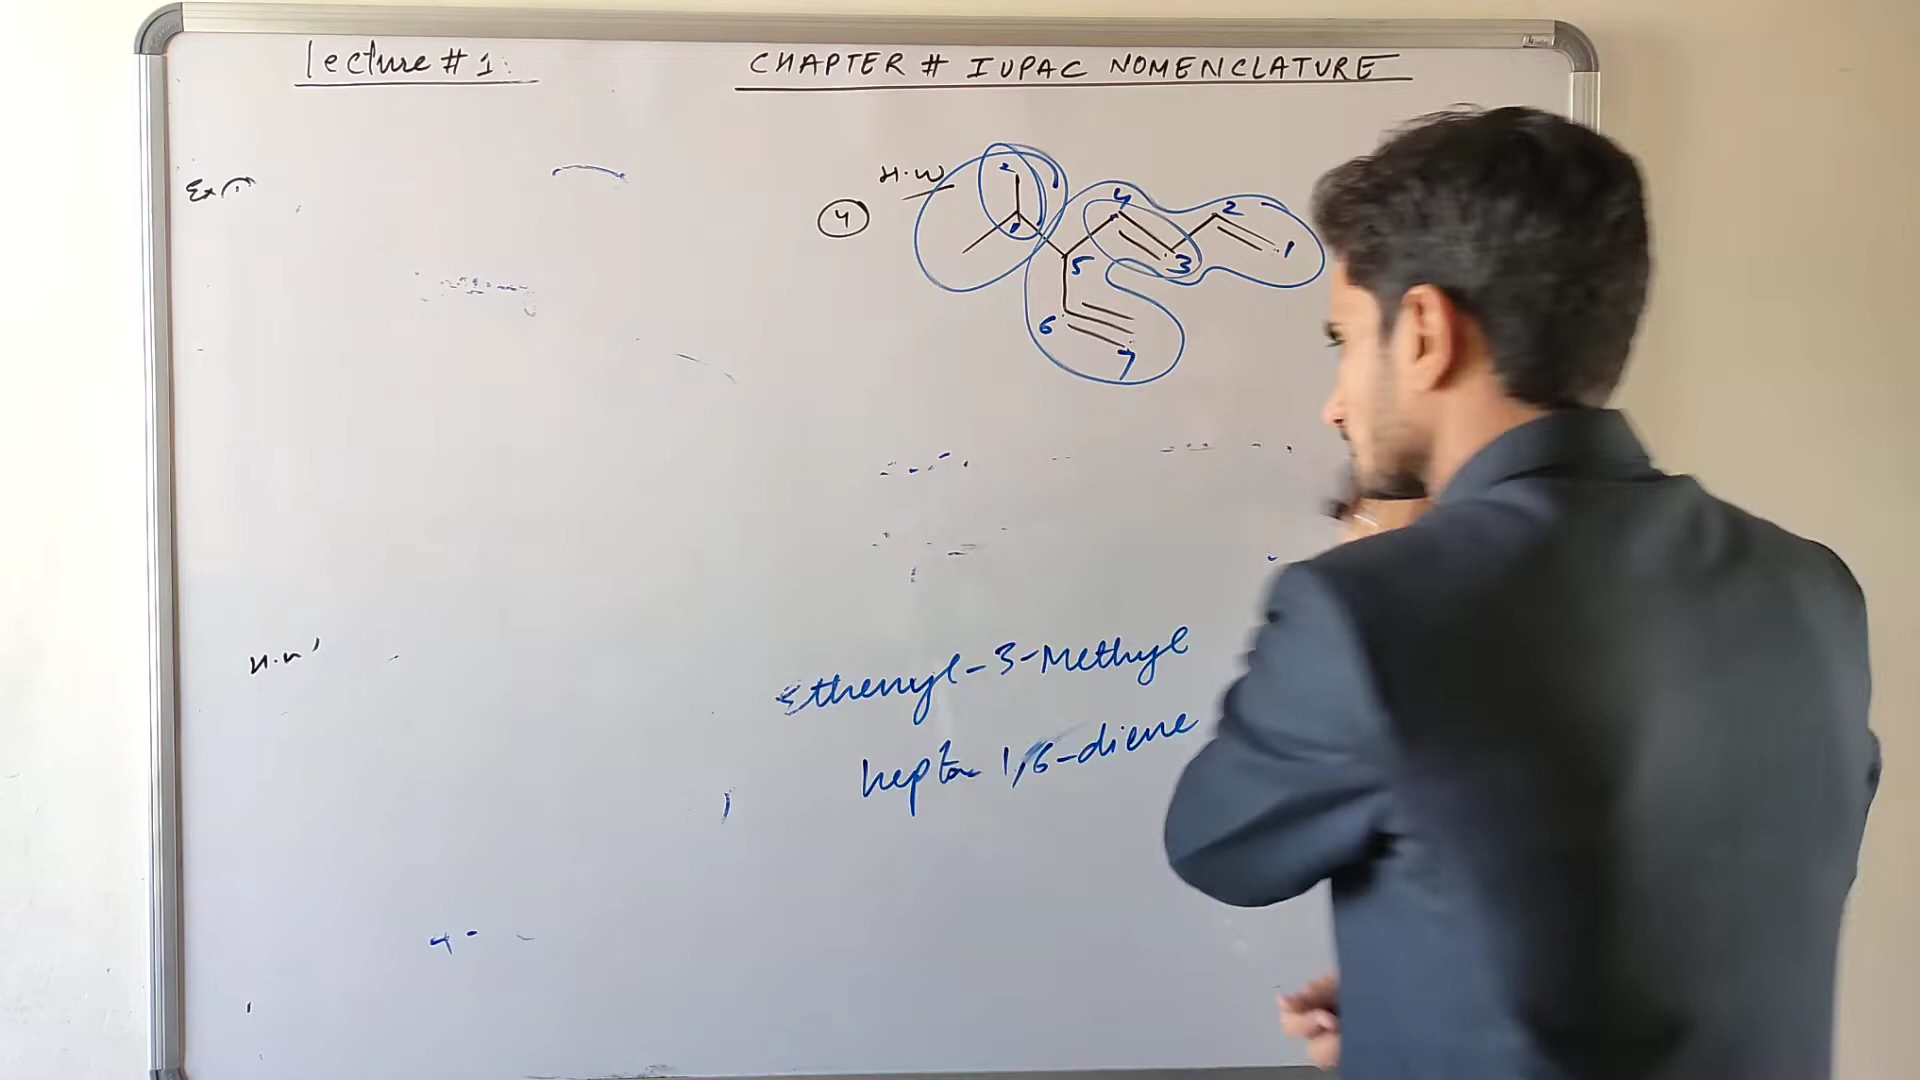 Lecture # 1
CHAPTER # IUPAC NOMENCLATURE
Ex
H.W
4
2
4
2
1
3
5
6
7
H.W
Ethenyl-3-Methyl
hepta 1,6-diene